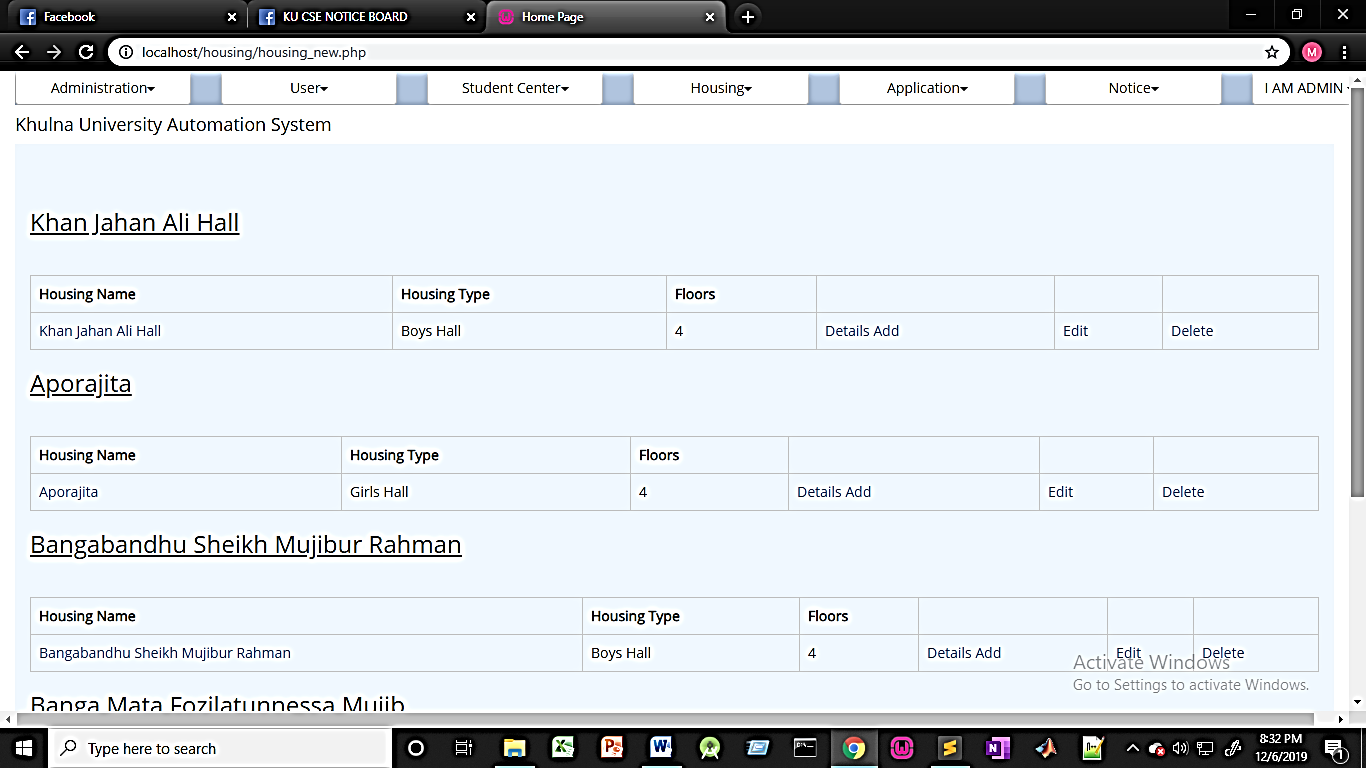 Facebook KU CSE NOTICE BOARD Home Page
localhost/housing/housing_new.php M
Administration User Student Center Housing Application Notice I AM ADMIN
Khulna University Automation System
Khan Jahan Ali Hall
Housing Name Housing Type Floors
Khan Jahan Ali Hall Boys Hall 4 Details Add Edit Delete
Aporajita
Housing Name Housing Type Floors
Aporajita Girls Hall 4 Details Add Edit Delete
Bangabandhu Sheikh Mujibur Rahman
Housing Name Housing Type Floors
Bangabandhu Sheikh Mujibur Rahman Boys Hall 4 Details Add Edit Delete
Activate Windows
Go to Settings to activate Windows.
Banga Mata Fozilatunnessa Mujib
Type here to search
8:32 PM
12/6/2019
1